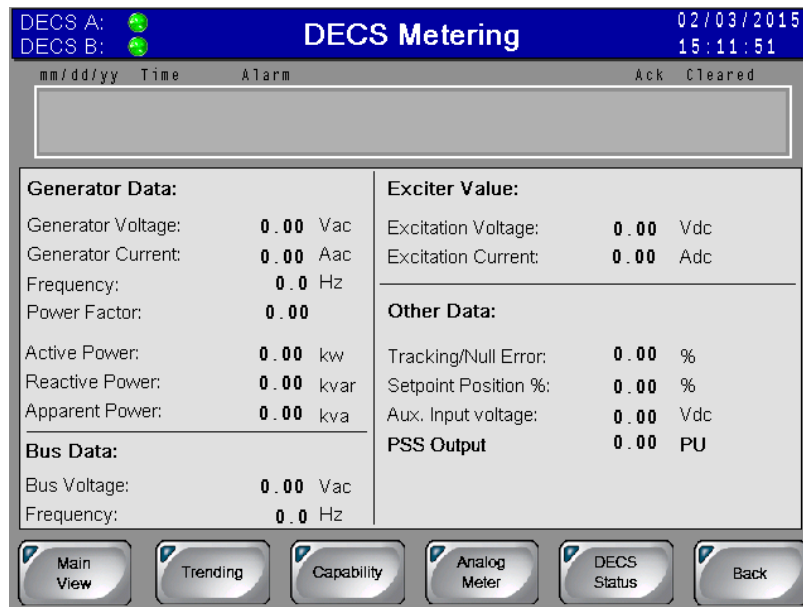 DECS A:
DECS B:
DECS Metering
02/03/2015
15:11:51
mm/dd/yy Time Alarm Ack Cleared
Generator Data:
Generator Voltage: 0.00 Vac
Generator Current: 0.00 Aac
Frequency: 0.0 Hz
Power Factor: 0.00
Active Power: 0.00 kw
Reactive Power: 0.00 kvar
Apparent Power: 0.00 kva
Bus Data:
Bus Voltage: 0.00 Vac
Frequency: 0.0 Hz
Exciter Value:
Excitation Voltage: 0.00 Vdc
Excitation Current: 0.00 Adc
Other Data:
Tracking/Null Error: 0.00 %
Setpoint Position %: 0.00 %
Aux. Input voltage: 0.00 Vdc
PSS Output 0.00 PU
Main
View
Trending
Capability
Analog
Meter
DECS
Status
Back